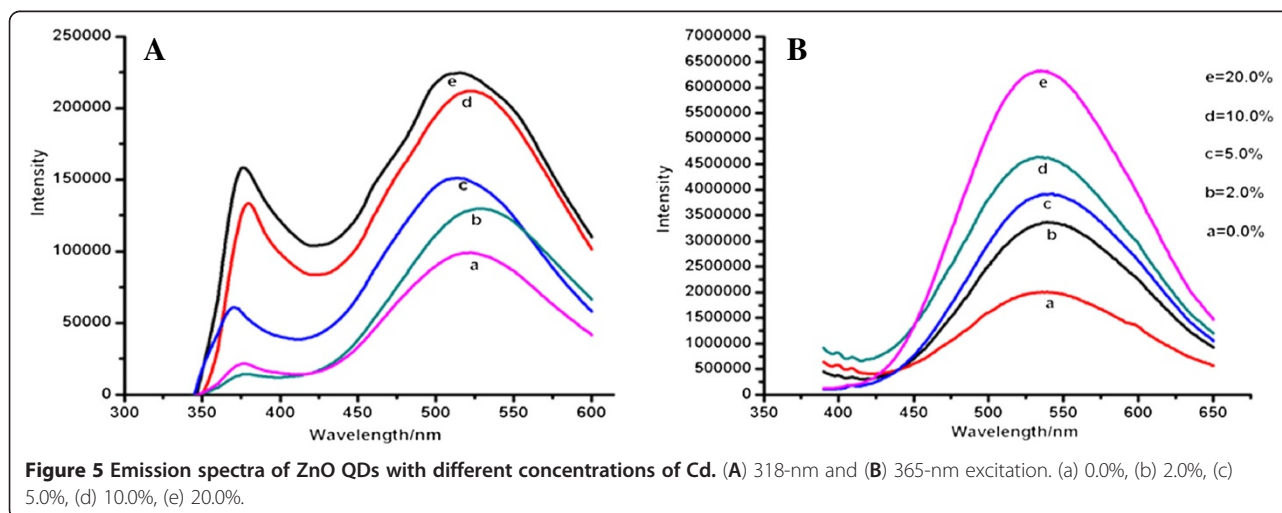 A
250000
200000
150000
100000
50000
0
Intensity
300 350 400 450 500 550 600
Wavelength/nm
e
d
c
b
a
B
7000000
6500000
6000000
5500000
5000000
4500000
4000000
3500000
3000000
2500000
2000000
1500000
1000000
500000
0
Intensity
350 400 450 500 550 600 650
Wavelength/nm
e
d
c
b
a
e=20.0%
d=10.0%
c=5.0%
b=2.0%
a=0.0%
Figure 5 Emission spectra of ZnO QDs with different concentrations of Cd. (A) 318-nm and (B) 365-nm excitation. (a) 0.0%, (b) 2.0%, (c)
5.0%, (d) 10.0%, (e) 20.0%.